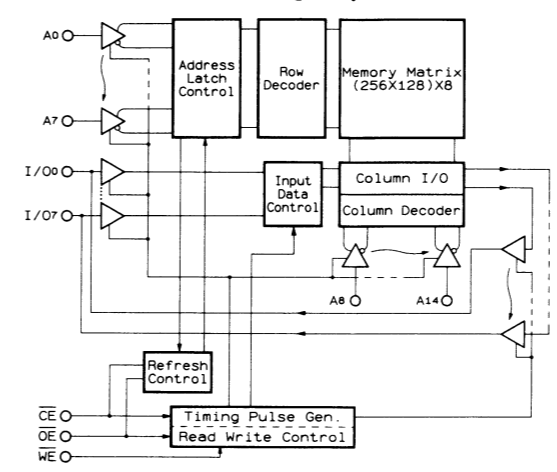 A0
Address
Latch
Control
Row
Decoder
Memory Matrix
(256X128)X8
A7
I/O0
I/O7
Input
Data
Control
Column I/O
Column Decoder
A8
A14
Refresh
Control
CE
OE
WE
Timing Pulse Gen.
Read Write Control